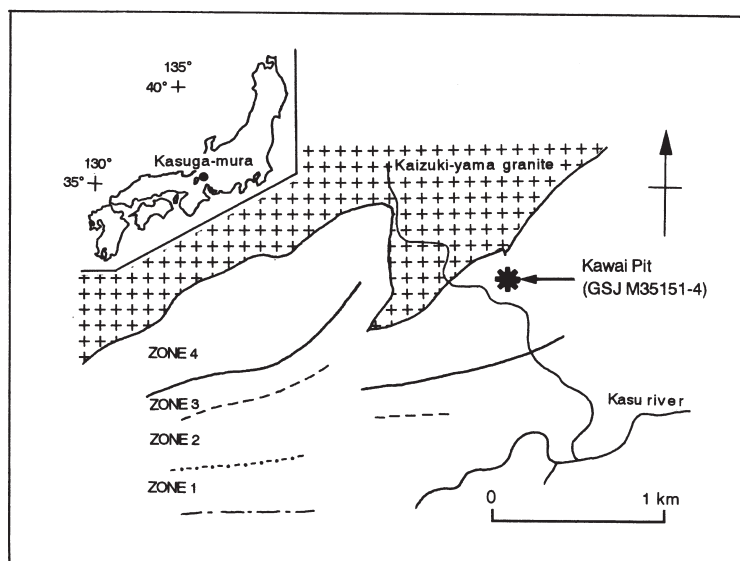 135°
40°
Kasuga-mura
130°
35°
Kaizuki-yama granite
Kawai Pit
(GSJ M35151-4)
ZONE 4
ZONE 3
Kasu river
ZONE 2
ZONE 1
0
1 km